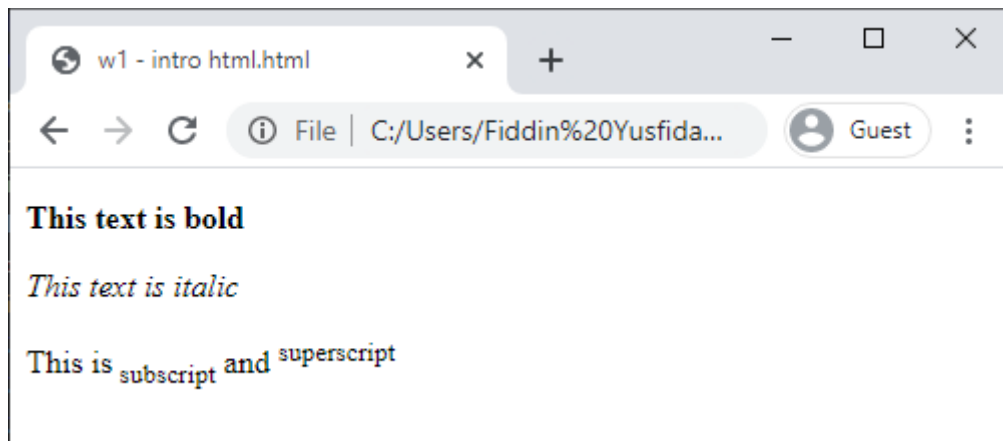 w1 - intro html.html
File | C:/Users/Fiddin%20Yusfida... Guest
This text is bold
This text is italic
This is subscript and superscript